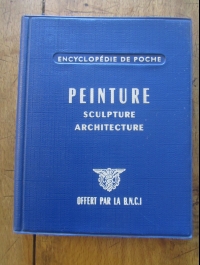 ENCYCLOPÉDIE DE POCHE
PEINTURE
SCULPTURE
ARCHITECTURE
OFFERT PAR LA B.N.C.I